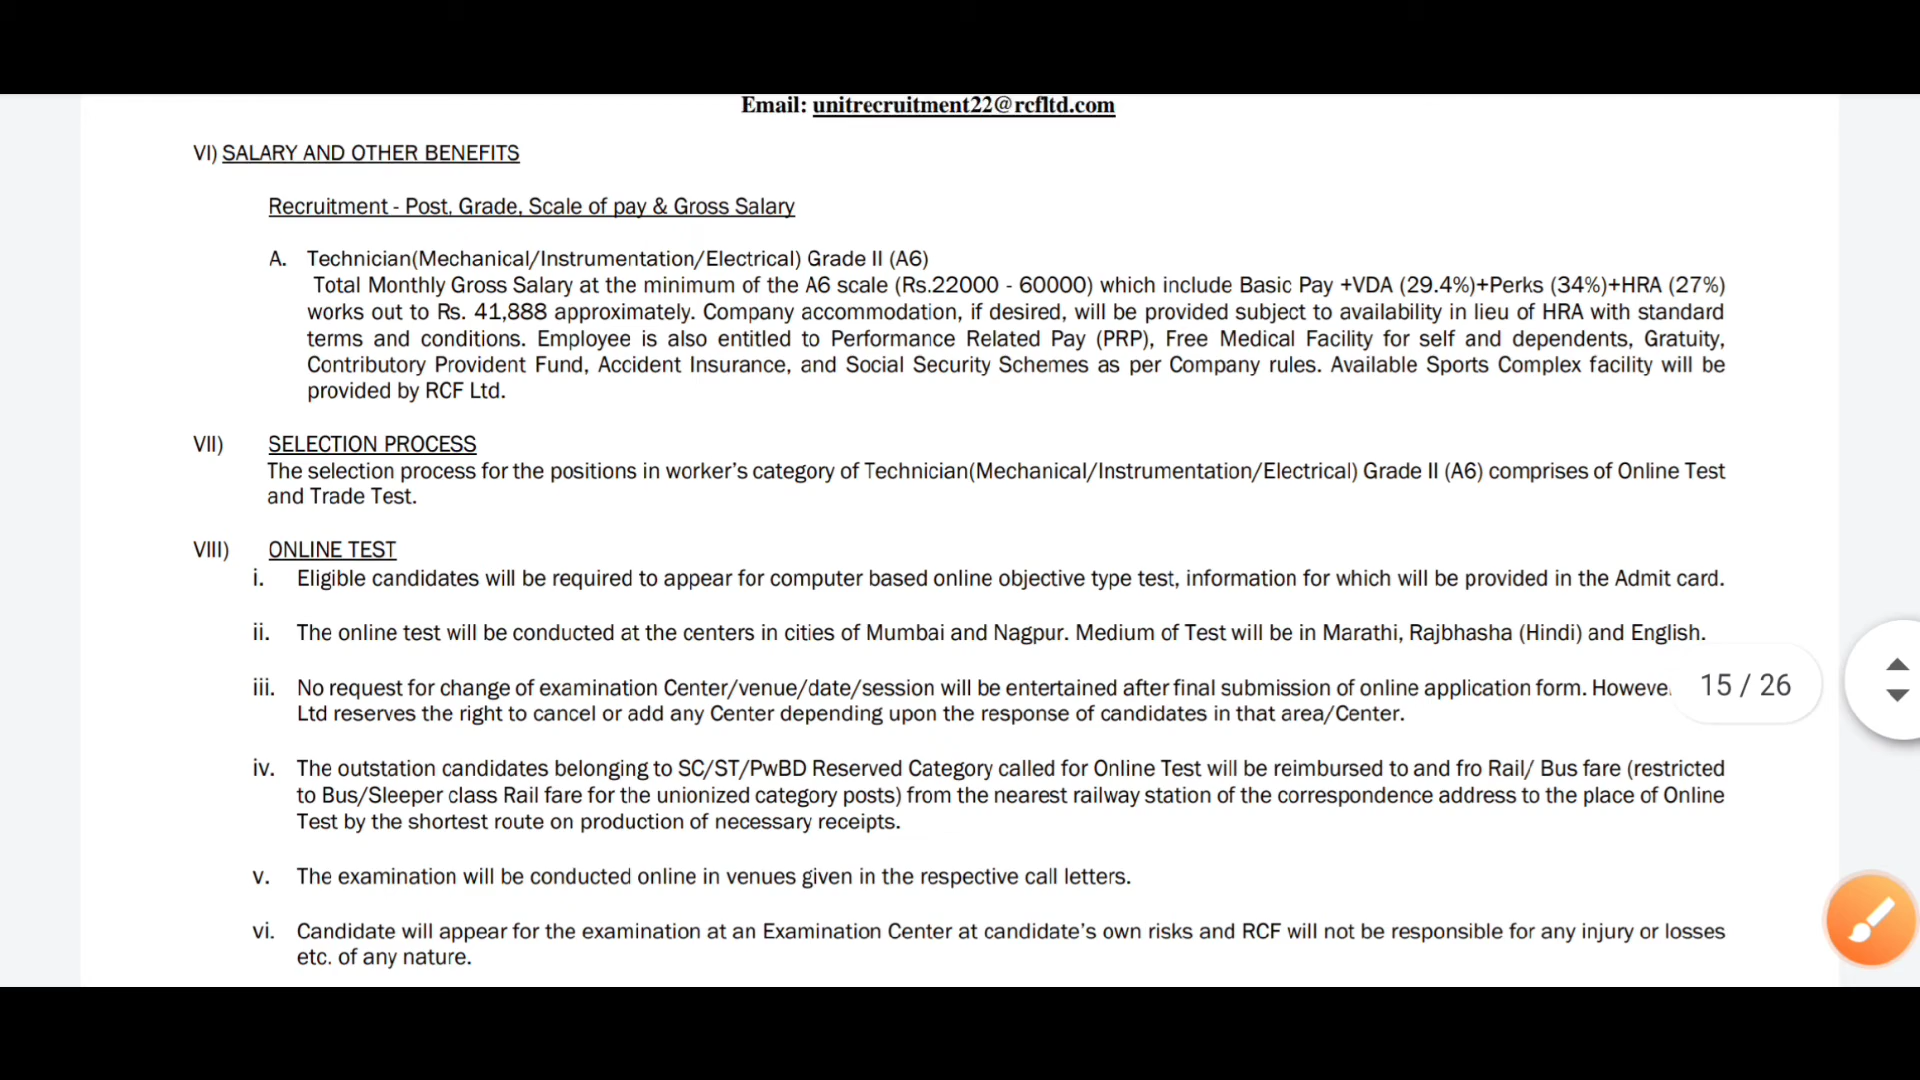 Email: unitrecruitment22@rcfltd.com
VI) SALARY AND OTHER BENEFITS
Recruitment - Post, Grade, Scale of pay & Gross Salary
A. Technician(Mechanical/Instrumentation/Electrical) Grade II (A6)
Total Monthly Gross Salary at the minimum of the A6 scale (Rs.22000 - 60000) which include Basic Pay +VDA (29.4%)+Perks (34%)+HRA (27%)
works out to Rs. 41,888 approximately. Company accommodation, if desired, will be provided subject to availability in lieu of HRA with standard
terms and conditions. Employee is also entitled to Performance Related Pay (PRP), Free Medical Facility for self and dependents, Gratuity,
Contributory Provident Fund, Accident Insurance, and Social Security Schemes as per Company rules. Available Sports Complex facility will be
provided by RCF Ltd.
VII) SELECTION PROCESS
The selection process for the positions in worker's category of Technician(Mechanical/Instrumentation/Electrical) Grade II (A6) comprises of Online Test
and Trade Test.
VIII) ONLINE TEST
i. Eligible candidates will be required to appear for computer based online objective type test, information for which will be provided in the Admit card.
ii. The online test will be conducted at the centers in cities of Mumbai and Nagpur. Medium of Test will be in Marathi, Rajbhasha (Hindi) and English.
iii. No request for change of examination Center/venue/date/session will be entertained after final submission of online application form. Howeve
15 / 26
Ltd reserves the right to cancel or add any Center depending upon the response of candidates in that area/Center.
iv. The outstation candidates belonging to SC/ST/PwBD Reserved Category called for Online Test will be reimbursed to and fro Rail/ Bus fare (restricted
to Bus/Sleeper class Rail fare for the unionized category posts) from the nearest railway station of the correspondence address to the place of Online
Test by the shortest route on production of necessary receipts.
v. The examination will be conducted online in venues given in the respective call letters.
vi. Candidate will appear for the examination at an Examination Center at candidate's own risks and RCF will not be responsible for any injury or losses
etc. of any nature.